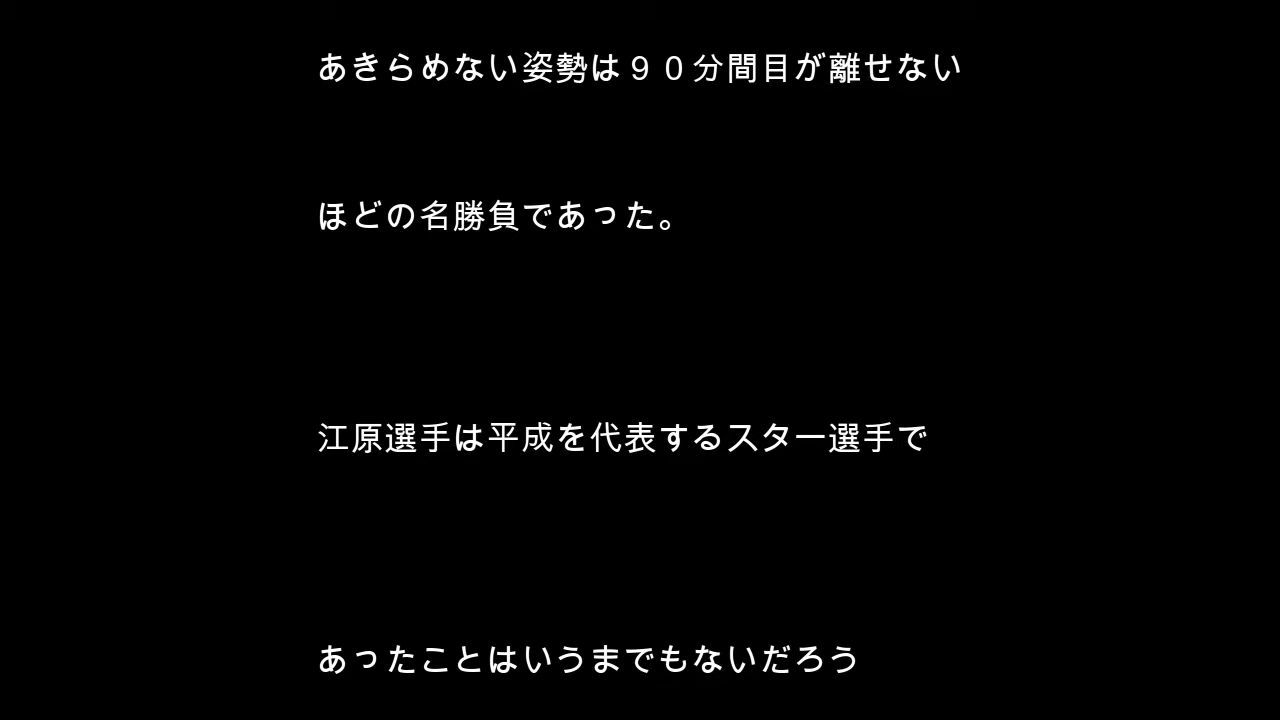 あきらめない姿勢は９０分間目が離せない
ほどの名勝負であった。
江原選手は平成を代表するスター選手で
あったことはいうまでもないだろう